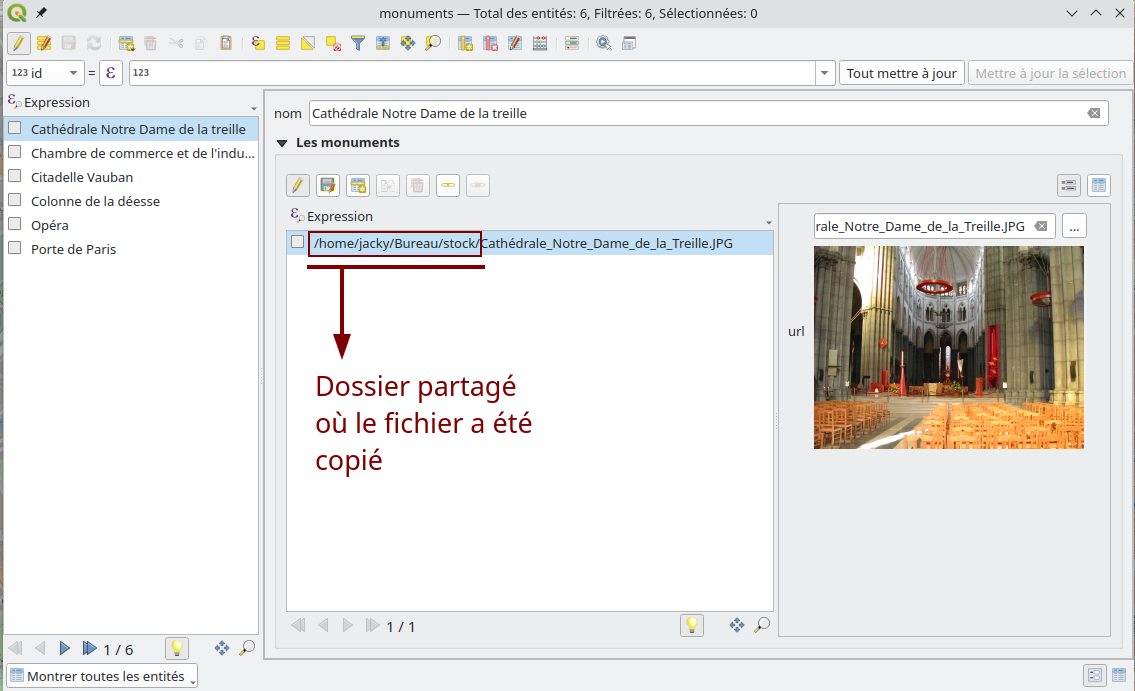 monuments — Total des entités: 6, Filtrées: 6, Sélectionnées: 0
123 id = ε 123 Tout mettre à jour Mettre à jour la sélection
Expression
Cathédrale Notre Dame de la treille
Chambre de commerce et de l'indu...
Citadelle Vauban
Colonne de la déesse
Opéra
Porte de Paris
1 / 6
Montrer toutes les entités
nom Cathédrale Notre Dame de la treille
Les monuments
Expression
/home/jacky/Bureau/stock/Cathédrale_Notre_Dame_de_la_Treille.JPG
Dossier partagé
où le fichier a été
copié
1 / 1
rale_Notre_Dame_de_la_Treille.JPG ...
url